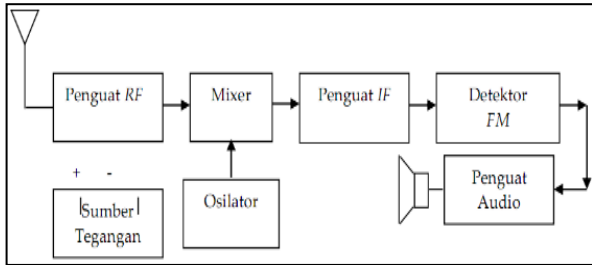 Penguat RF
Mixer
Penguat IF
Detektor
FM
+ -
Sumber
Tegangan
Osilator
Penguat
Audio